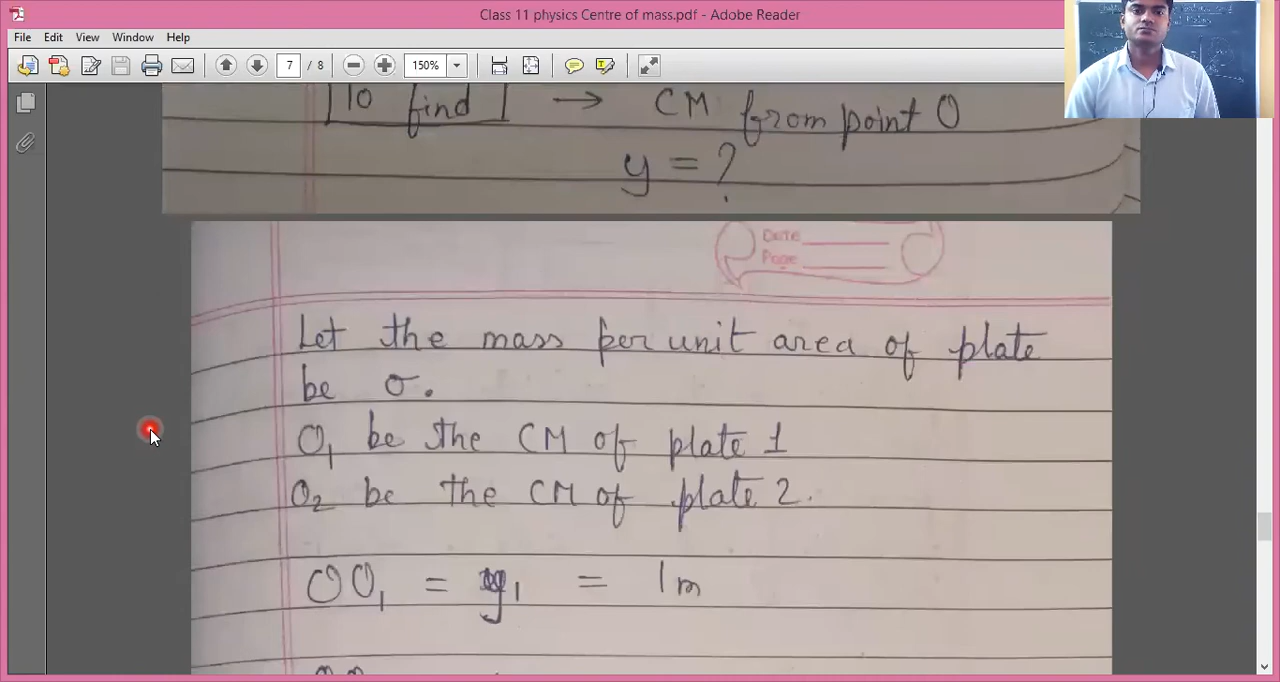 Class 11 physics Centre of mass.pdf - Adobe Reader
File Edit View Window Help
7 / 8 150%
To find → CM from point O
y = ?
Date
Page
Let the mass per unit area of plate
be σ.
O₁ be the CM of plate 1
O₂ be the CM of plate 2.
OO₁ = y₁ = 1m